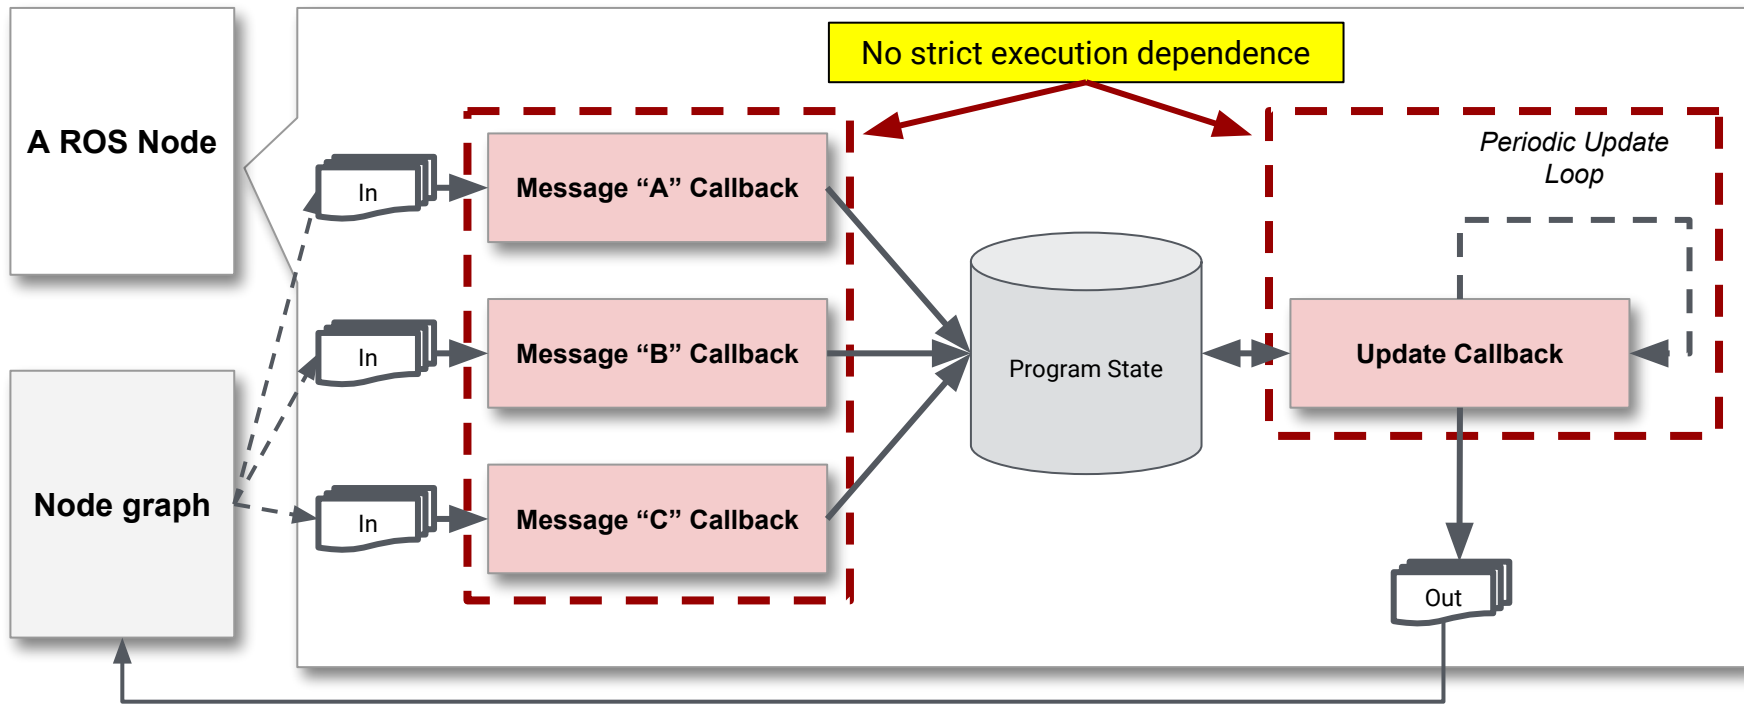 No strict execution dependence
A ROS Node
Periodic Update
Loop
In
Message “A” Callback
In
Message “B” Callback
Program State
Update Callback
Node graph
In
Message “C” Callback
Out